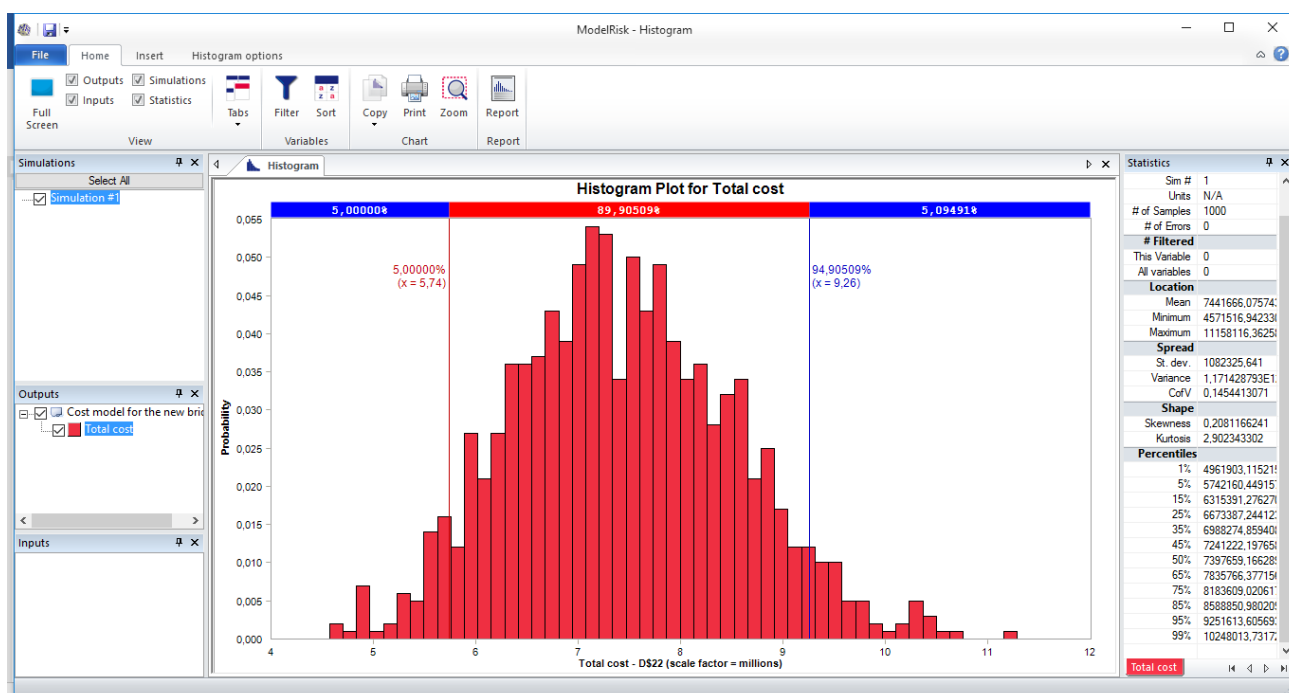 ModelRisk - Histogram
File Home Insert Histogram options
Full Screen
Outputs
Simulations
Inputs
Statistics
View
Tabs
Filter
Sort
Variables
Copy
Print
Zoom
Chart
Report
Report
Simulations
Select All
Simulation #1
Outputs
Cost model for the new brid
Total cost
Inputs
Histogram
Histogram Plot for Total cost
5,00000% 89,90509% 5,09491%
0,055
0,050
0,045
0,040
0,035
0,030
0,025
0,020
0,015
0,010
0,005
0,000
Probability
5,00000%
(x = 5,74)
94,90509%
(x = 9,26)
4 5 6 7 8 9 10 11 12
Total cost - D$22 (scale factor = millions)
Statistics
Sim # 1
Units N/A
# of Samples 1000
# of Errors 0
# Filtered
This Variable 0
All variables 0
Location
Mean 7441666,07574
Minimum 4571516,94233
Maximum 11158116,3625
Spread
St. dev. 1082325,641
Variance 1,171428793E1
CofV 0,1454413071
Shape
Skewness 0,2081166241
Kurtosis 2,902343302
Percentiles
1% 4961903,11521
5% 5742160,44915
15% 6315391,27627
25% 6673387,24412
35% 6988274,85940
45% 7241222,19765
50% 7397659,16628
65% 7835766,37715
75% 8183609,02061
85% 8588850,98020
95% 9251613,60569
99% 10248013,7317
Total cost